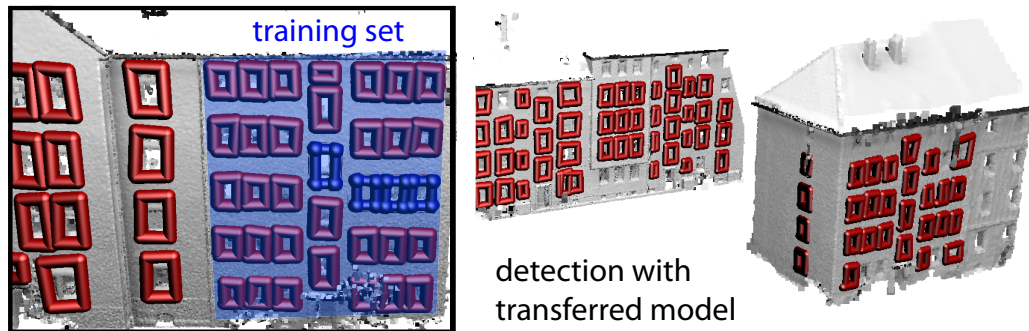 training set
detection with
transferred model